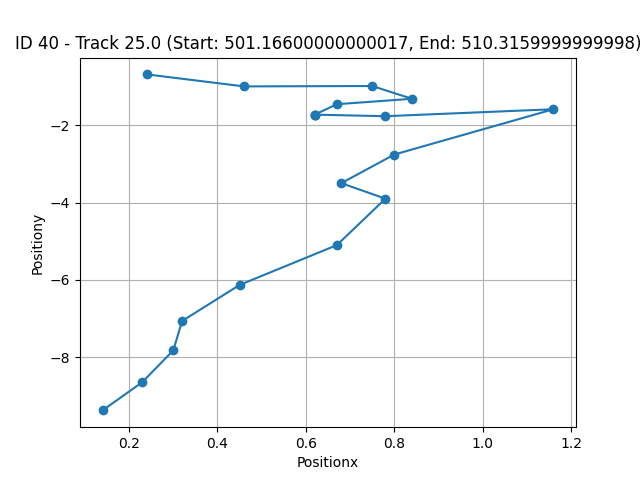 ID 40 - Track 25.0 (Start: 501.16600000000017, End: 510.3159999999998)
−2
−4
−6
−8
Positiony
0.2 0.4 0.6 0.8 1.0 1.2
Positionx